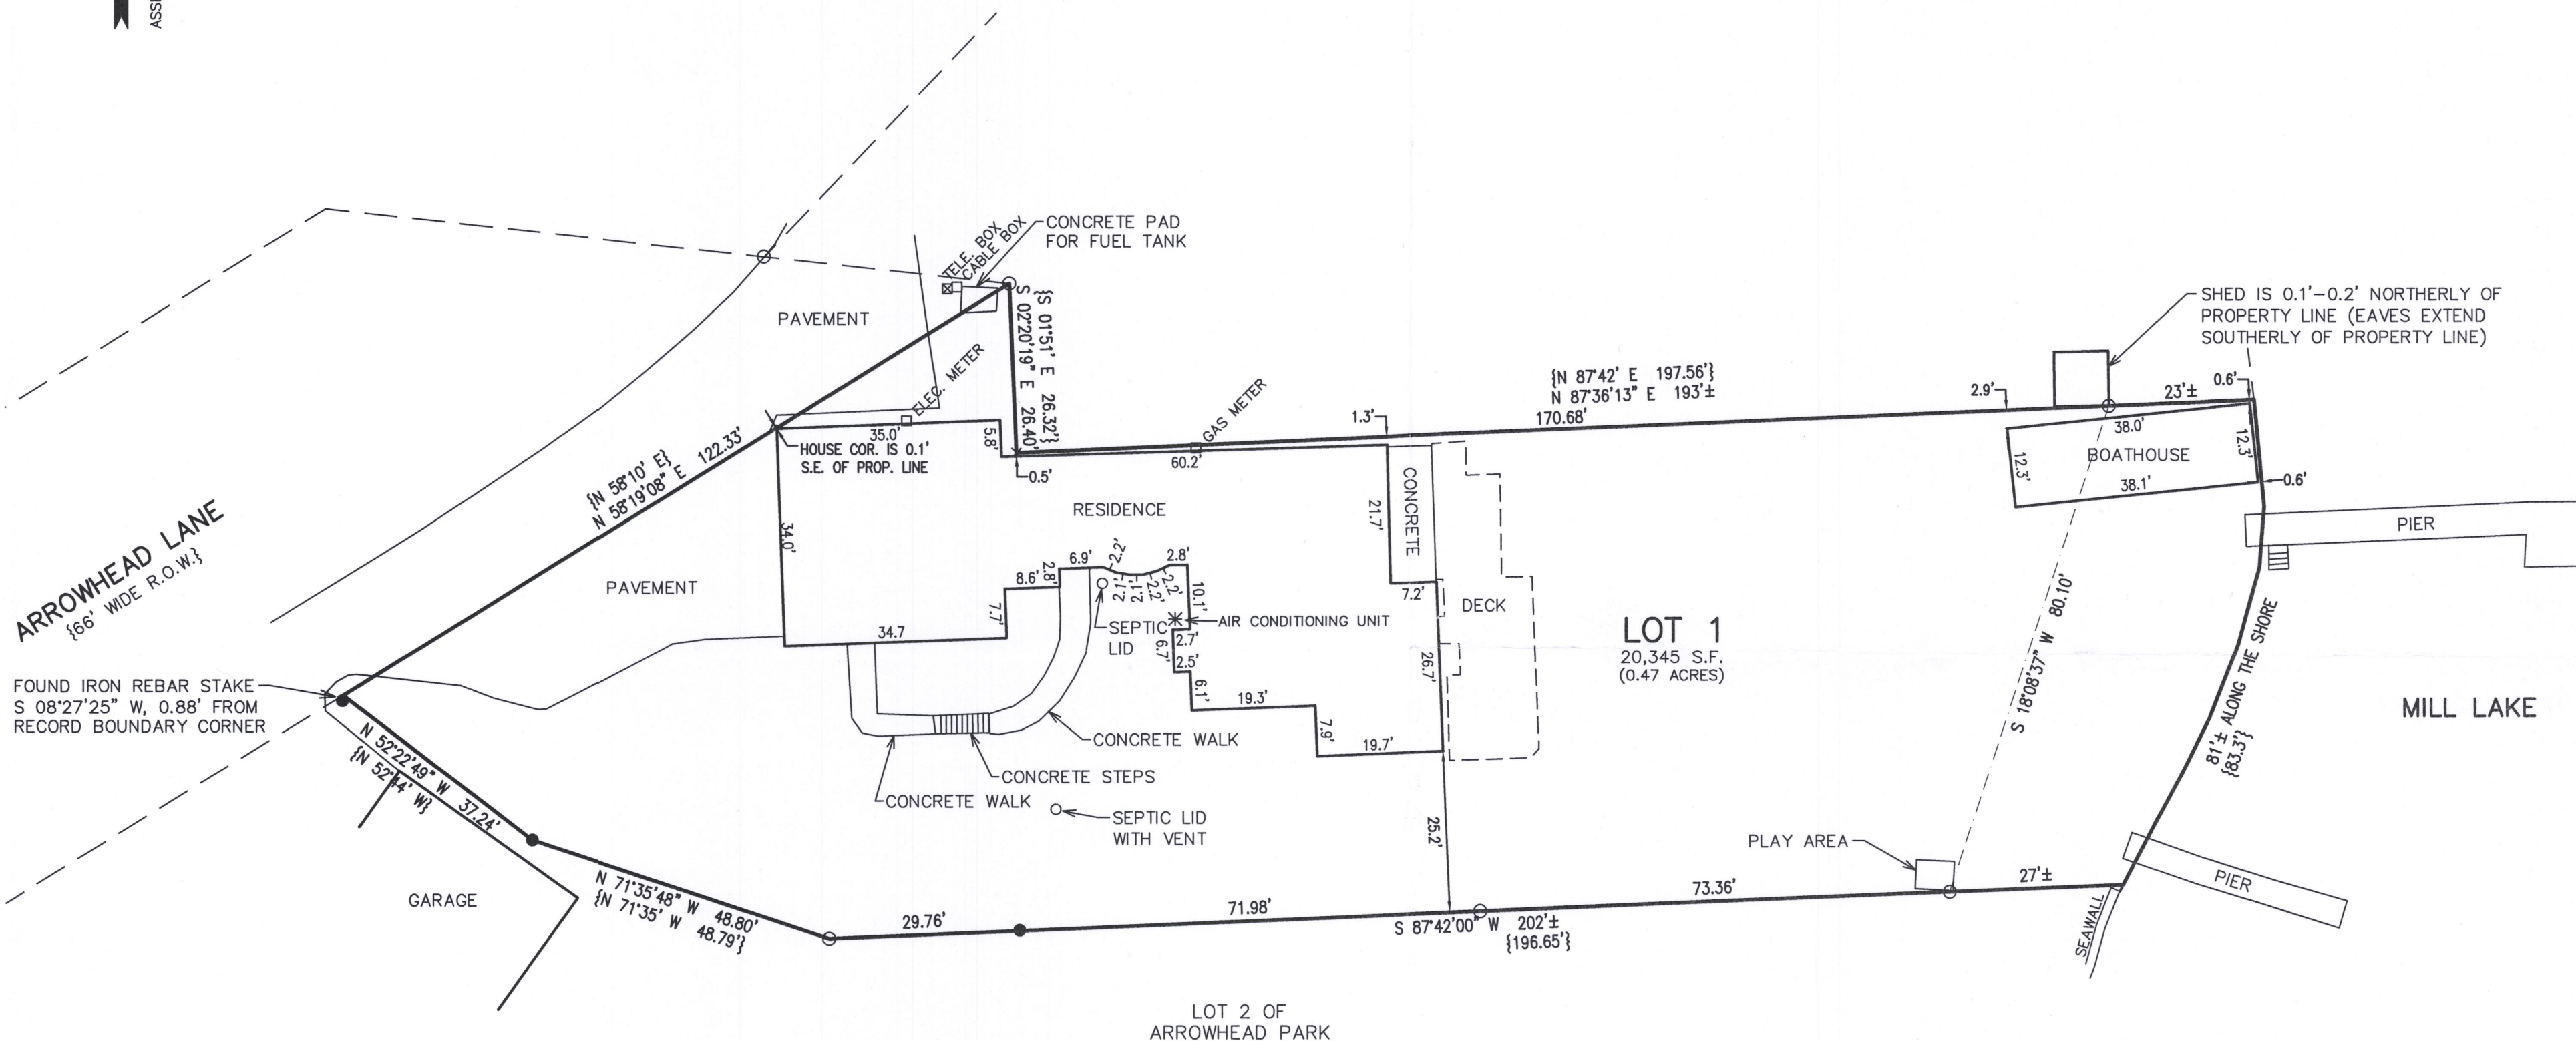 ASSI
CONCRETE PAD
FOR FUEL TANK
TELE. BOX
CABLE BOX
PAVEMENT
{S 01°51' E 26.32'}
S 02°20'19" E 26.40'
ELEC. METER
SHED IS 0.1'-0.2' NORTHERLY OF
PROPERTY LINE (EAVES EXTEND
SOUTHERLY OF PROPERTY LINE)
{N 87°42' E 197.56'}
N 87°36'13" E 193'±
170.68'
2.9'
23'±
0.6'
1.3'
GAS METER
35.0'
5.8'
HOUSE COR. IS 0.1'
S.E. OF PROP. LINE
0.5'
60.2'
{N 58°10' E}
N 58°19'08" E 122.33'
38.0'
BOATHOUSE
12.3'
12.3'
38.1'
0.6'
CONCRETE
21.7'
RESIDENCE
34.0'
PIER
ARROWHEAD LANE
{66' WIDE R.O.W.}
PAVEMENT
6.9'
2.2'
2.8'
2.8'
8.6'
2.1'
2.1'
2.2'
2.2'
10.1'
7.7'
7.2'
DECK
SEPTIC
LID
AIR CONDITIONING UNIT
34.7
2.7'
6.7'
2.5'
6.1'
26.7'
LOT 1
20,345 S.F.
(0.47 ACRES)
S 18°08'37" W 80.10'
81'± ALONG THE SHORE
{83.3'}
MILL LAKE
FOUND IRON REBAR STAKE
S 08°27'25" W, 0.88' FROM
RECORD BOUNDARY CORNER
19.3'
7.9'
19.7'
CONCRETE WALK
CONCRETE STEPS
CONCRETE WALK
N 52°22'49" W 37.24'
{N 52°44' W}
SEPTIC LID
WITH VENT
25.2'
PLAY AREA
GARAGE
N 71°35'48" W 48.80'
{N 71°35' W 48.79'}
29.76'
71.98'
73.36'
27'±
PIER
S 87°42'00" W 202'±
{196.65'}
SEAWALL
LOT 2 OF
ARROWHEAD PARK